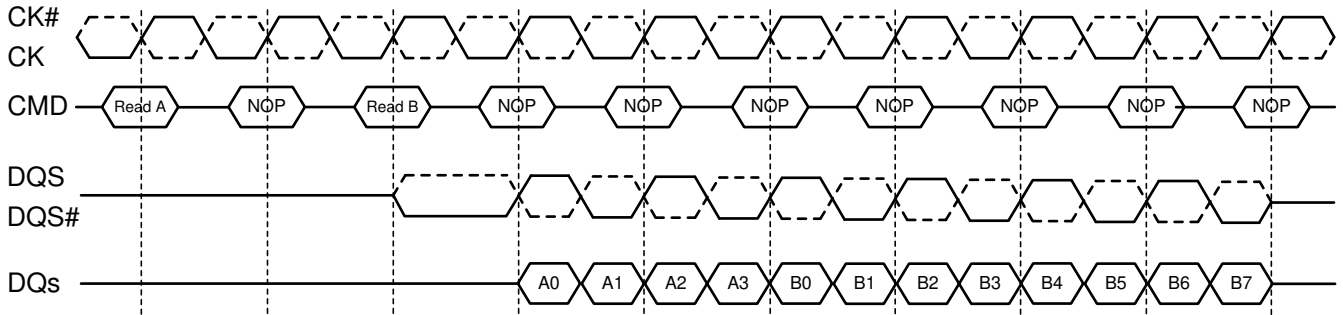 CK#
CK
CMD Read A NOP Read B NOP NOP NOP NOP NOP NOP NOP
DQS
DQS#
DQs A0 A1 A2 A3 B0 B1 B2 B3 B4 B5 B6 B7